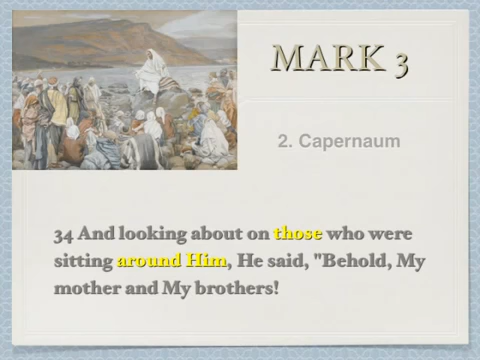 MARK 3
2. Capernaum
34 And looking about on those who were
sitting around Him, He said, "Behold, My
mother and My brothers!